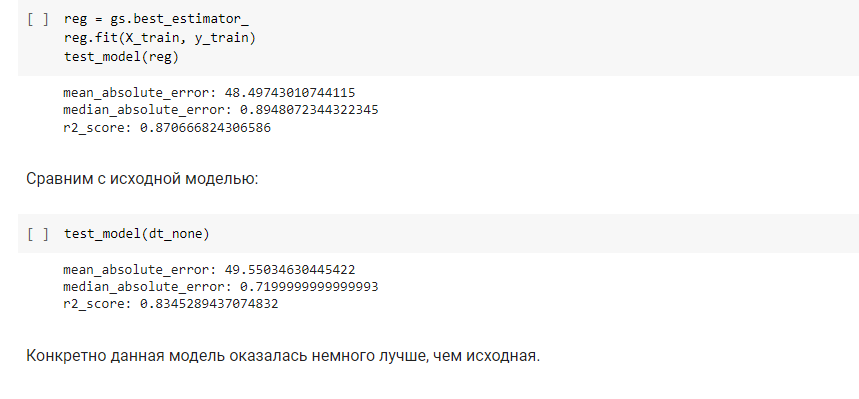 [ ] reg = gs.best_estimator_
reg.fit(X_train, y_train)
test_model(reg)
mean_absolute_error: 48.49743010744115
median_absolute_error: 0.8948072344322345
r2_score: 0.870666824306586
Сравним с исходной моделью:
[ ] test_model(dt_none)
mean_absolute_error: 49.55034630445422
median_absolute_error: 0.7199999999999993
r2_score: 0.8345289437074832
Конкретно данная модель оказалась немного лучше, чем исходная.